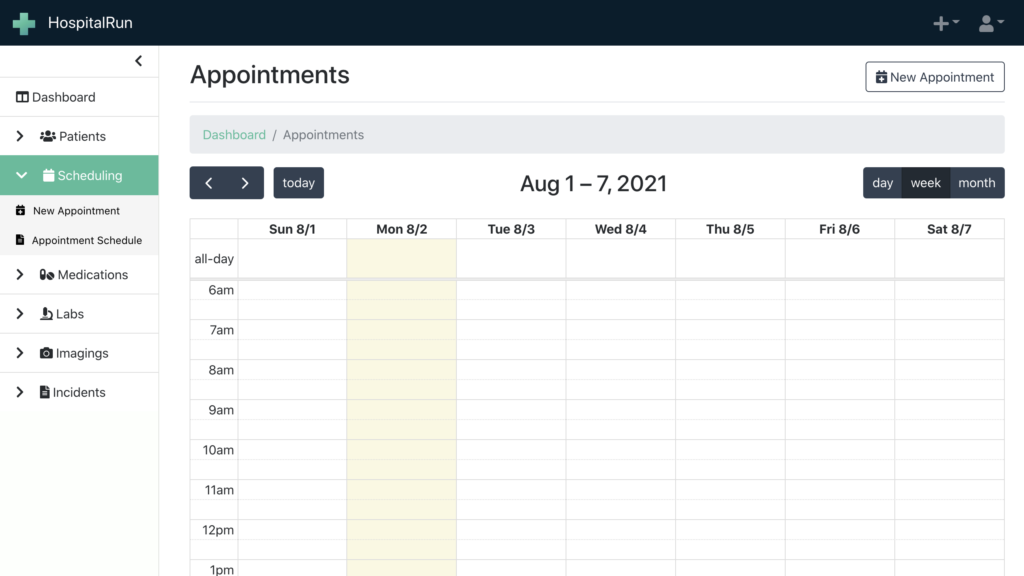 HospitalRun
Dashboard
Patients
Scheduling
New Appointment
Appointment Schedule
Medications
Labs
Imagings
Incidents
Appointments
New Appointment
Dashboard / Appointments
today
Aug 1 – 7, 2021
day week month
Sun 8/1 Mon 8/2 Tue 8/3 Wed 8/4 Thu 8/5 Fri 8/6 Sat 8/7
all-day
6am
7am
8am
9am
10am
11am
12pm
1pm